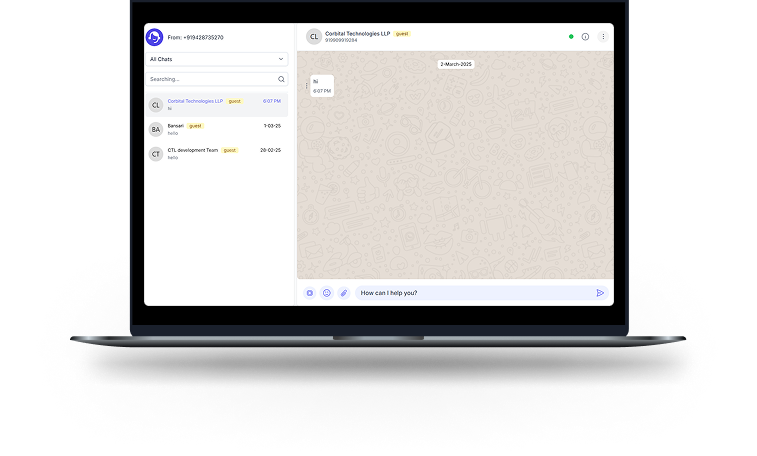 From: +919428735270
All Chats
Searching...
CL
Corbital Technologies LLP guest 6:07 PM
hi
BA
Bansari guest 1-03-25
hello
CT
CTL development Team guest 28-02-25
hello
CL
Corbital Technologies LLP guest
919909919284
2-March-2025
hi
6:07 PM
How can I help you?